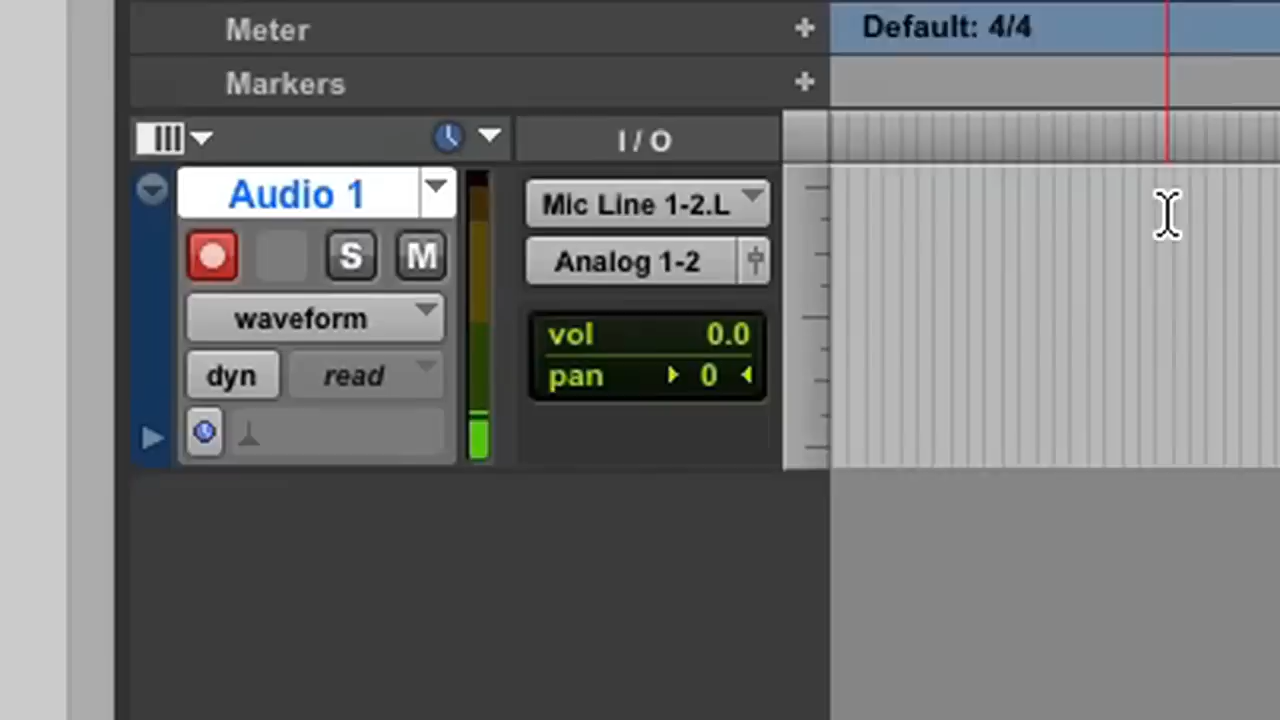 Meter + Default: 4/4
Markers +
I / O
Audio 1
Mic Line 1-2.L
S M
Analog 1-2
waveform
vol 0.0
dyn read
pan 0